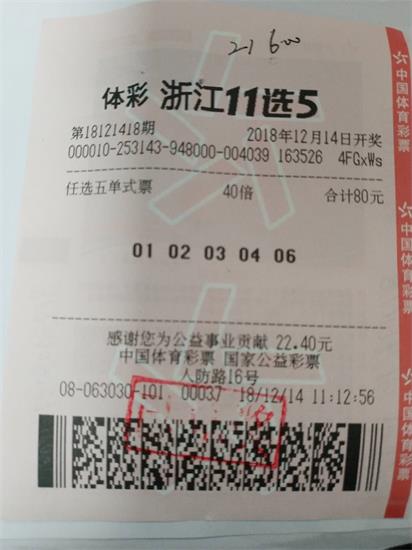 21600
体彩 浙江11选5
第18121418期 2018年12月14日开奖
000010-253143-948000-004039 163526 4FGxWs
任选五单式票 40倍 合计80元
01 02 03 04 06
感谢您为公益事业贡献 22.40元
中国体育彩票 国家公益彩票
人防路16号
08-063030-101 00037 18/12/14 11:12:56
中国体育彩票
中国体育彩票
中国体育彩票